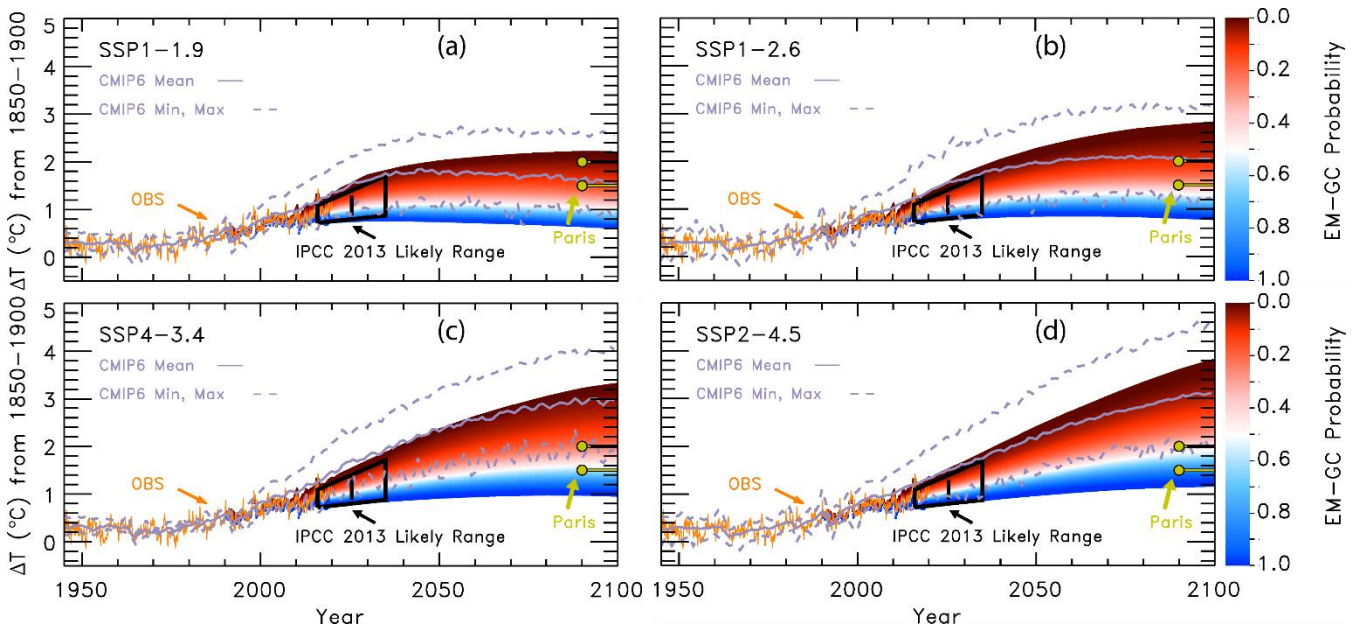 ΔT (°C) from 1850−1900
5
4
3
2
1
0
SSP1−1.9
(a)
CMIP6 Mean
CMIP6 Min, Max
OBS
IPCC 2013 Likely Range
Paris
SSP1−2.6
(b)
CMIP6 Mean
CMIP6 Min, Max
OBS
IPCC 2013 Likely Range
Paris
0.0
0.2
0.4
0.6
0.8
1.0
EM−GC Probability
ΔT (°C) from 1850−1900
5
4
3
2
1
0
SSP4−3.4
(c)
CMIP6 Mean
CMIP6 Min, Max
OBS
IPCC 2013 Likely Range
Paris
1950
2000
2050
2100
Year
SSP2−4.5
(d)
CMIP6 Mean
CMIP6 Min, Max
OBS
IPCC 2013 Likely Range
Paris
1950
2000
2050
2100
Year
0.0
0.2
0.4
0.6
0.8
1.0
EM−GC Probability